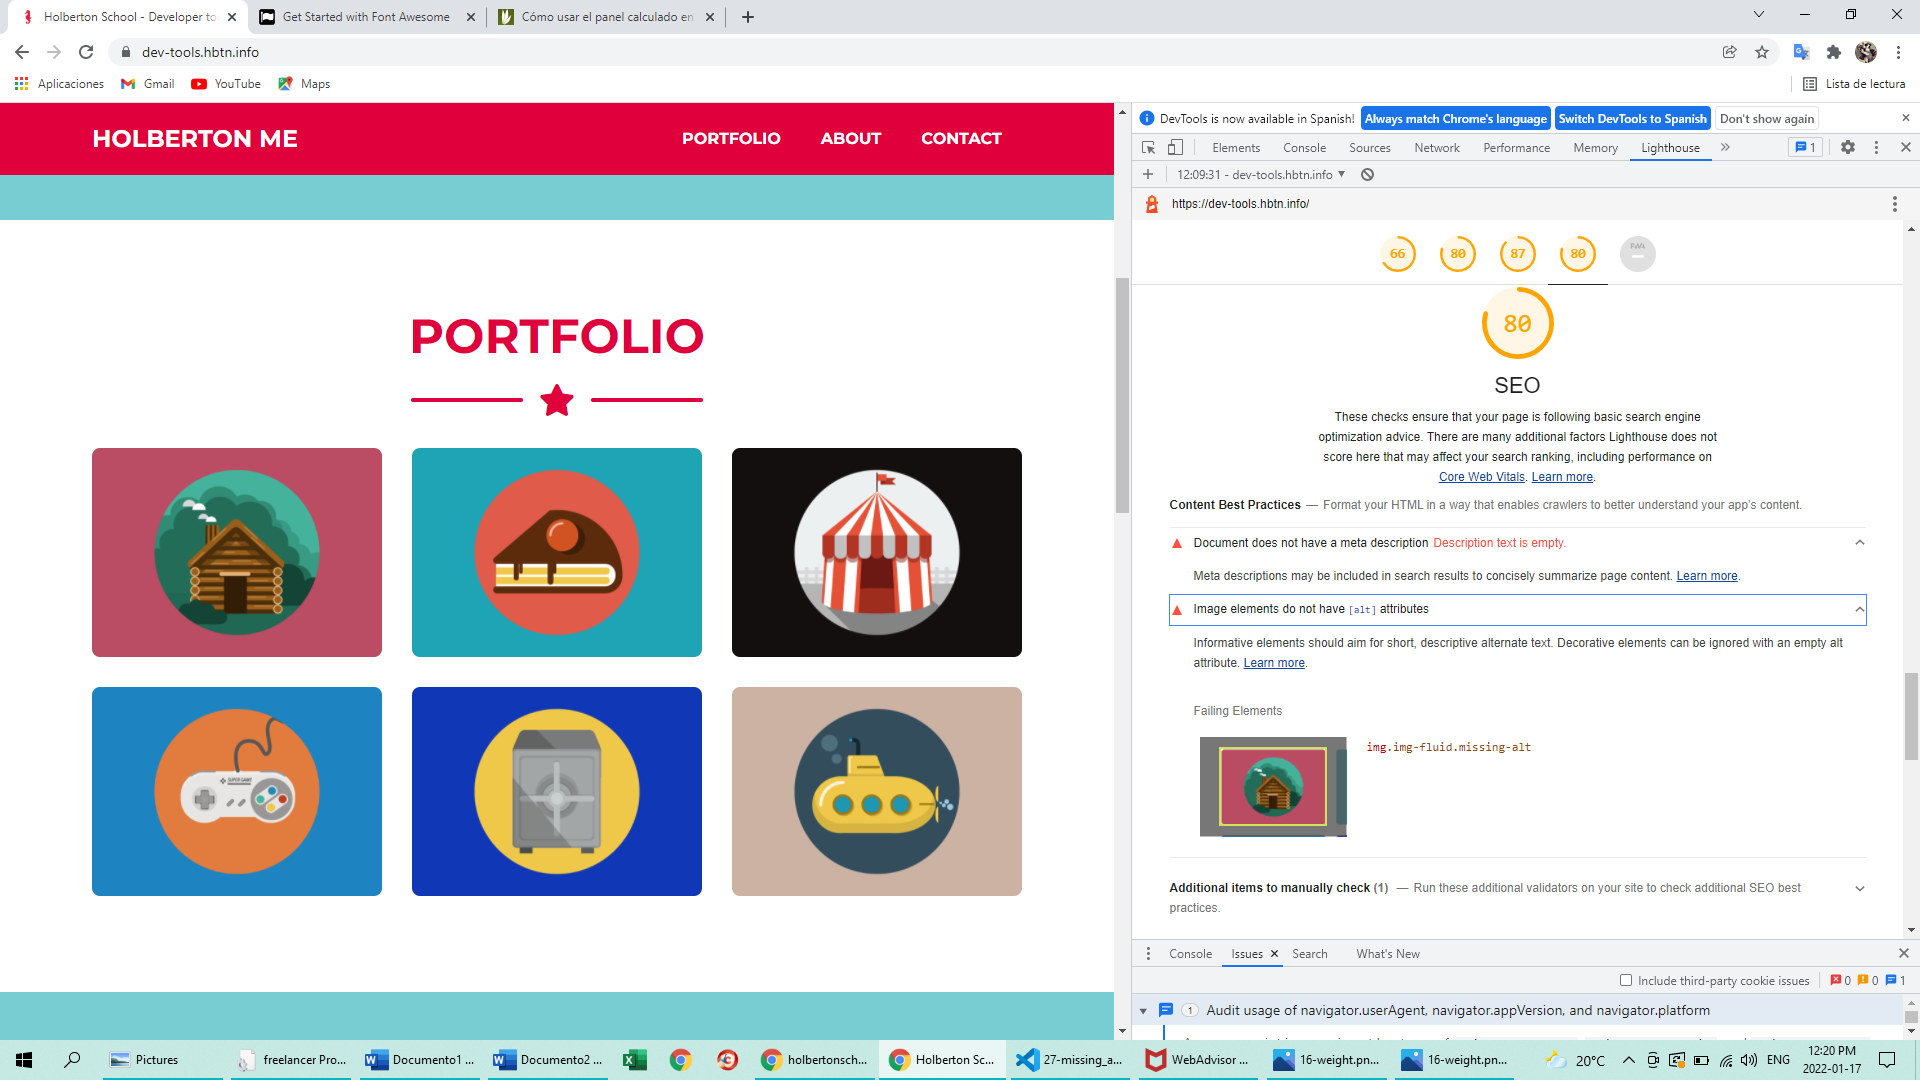 Holberton School - Developer to
Get Started with Font Awesome
Cómo usar el panel calculado en
dev-tools.hbtn.info
Aplicaciones
Gmail
YouTube
Maps
Lista de lectura
HOLBERTON ME
PORTFOLIO
ABOUT
CONTACT
PORTFOLIO
SUPER GAME
DevTools is now available in Spanish!
Always match Chrome's language
Switch DevTools to Spanish
Don't show again
Elements
Console
Sources
Network
Performance
Memory
Lighthouse
1
12:09:31 - dev-tools.hbtn.info
https://dev-tools.hbtn.info/
66
80
87
80
PWA
80
SEO
These checks ensure that your page is following basic search engine
optimization advice. There are many additional factors Lighthouse does not
score here that may affect your search ranking, including performance on
Core Web Vitals. Learn more.
Content Best Practices — Format your HTML in a way that enables crawlers to better understand your app's content.
Document does not have a meta description Description text is empty.
Meta descriptions may be included in search results to concisely summarize page content. Learn more.
Image elements do not have [alt] attributes
Informative elements should aim for short, descriptive alternate text. Decorative elements can be ignored with an empty alt
attribute. Learn more.
Failing Elements
img.img-fluid.missing-alt
Additional items to manually check (1) — Run these additional validators on your site to check additional SEO best
practices.
Console
Issues
Search
What's New
Include third-party cookie issues
0
0
1
1
Audit usage of navigator.userAgent, navigator.appVersion, and navigator.platform
Pictures
freelancer Pro...
Documento1 ...
Documento2 ...
holbertonsch...
Holberton Sc...
27-missing_a...
WebAdvisor ...
16-weight.pn...
16-weight.pn...
20°C
ENG
12:20 PM
2022-01-17